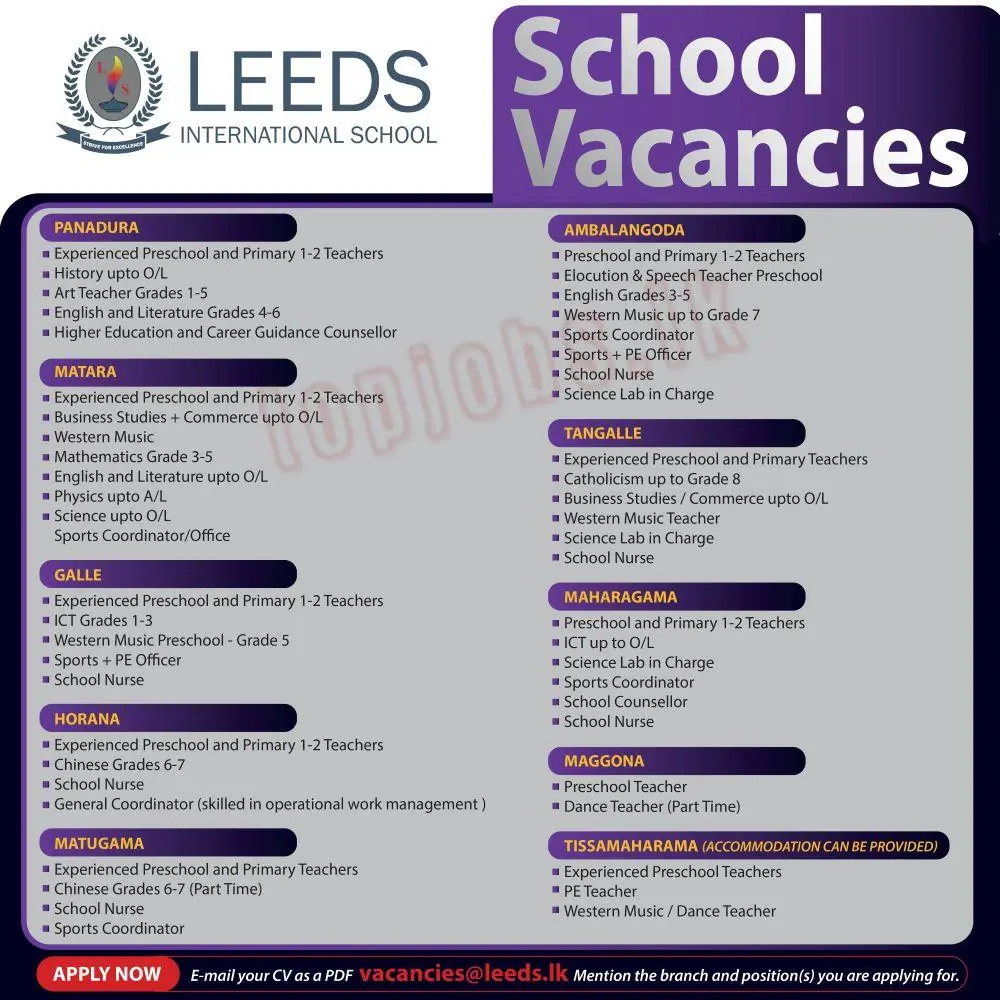 L S
STRIVE FOR EXCELLENCE
LEEDS
INTERNATIONAL SCHOOL
School
Vacancies
PANADURA
Experienced Preschool and Primary 1-2 Teachers
History upto O/L
Art Teacher Grades 1-5
English and Literature Grades 4-6
Higher Education and Career Guidance Counsellor
MATARA
Experienced Preschool and Primary 1-2 Teachers
Business Studies + Commerce upto O/L
Western Music
Mathematics Grade 3-5
English and Literature upto O/L
Physics upto A/L
Science upto O/L
Sports Coordinator/Office
GALLE
Experienced Preschool and Primary 1-2 Teachers
ICT Grades 1-3
Western Music Preschool - Grade 5
Sports + PE Officer
School Nurse
HORANA
Experienced Preschool and Primary 1-2 Teachers
Chinese Grades 6-7
School Nurse
General Coordinator (skilled in operational work management )
MATUGAMA
Experienced Preschool and Primary Teachers
Chinese Grades 6-7 (Part Time)
School Nurse
Sports Coordinator
AMBALANGODA
Preschool and Primary 1-2 Teachers
Elocution & Speech Teacher Preschool
English Grades 3-5
Western Music up to Grade 7
Sports Coordinator
Sports + PE Officer
School Nurse
Science Lab in Charge
TANGALLE
Experienced Preschool and Primary Teachers
Catholicism up to Grade 8
Business Studies / Commerce upto O/L
Western Music Teacher
Science Lab in Charge
School Nurse
MAHARAGAMA
Preschool and Primary 1-2 Teachers
ICT up to O/L
Science Lab in Charge
Sports Coordinator
School Counsellor
School Nurse
MAGGONA
Preschool Teacher
Dance Teacher (Part Time)
TISSAMAHARAMA (ACCOMMODATION CAN BE PROVIDED)
Experienced Preschool Teachers
PE Teacher
Western Music / Dance Teacher
topjobs.lk
APPLY NOW E-mail your CV as a PDF vacancies@leeds.lk Mention the branch and position(s) you are applying for.